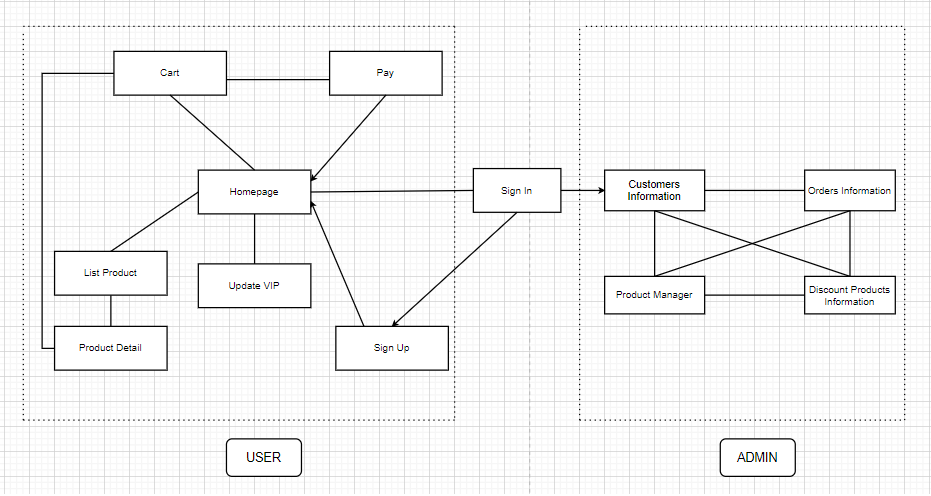 Cart
Pay
Homepage
Sign In
Customers
Information
Orders Information
List Product
Update VIP
Product Manager
Discount Products
Information
Product Detail
Sign Up
USER
ADMIN